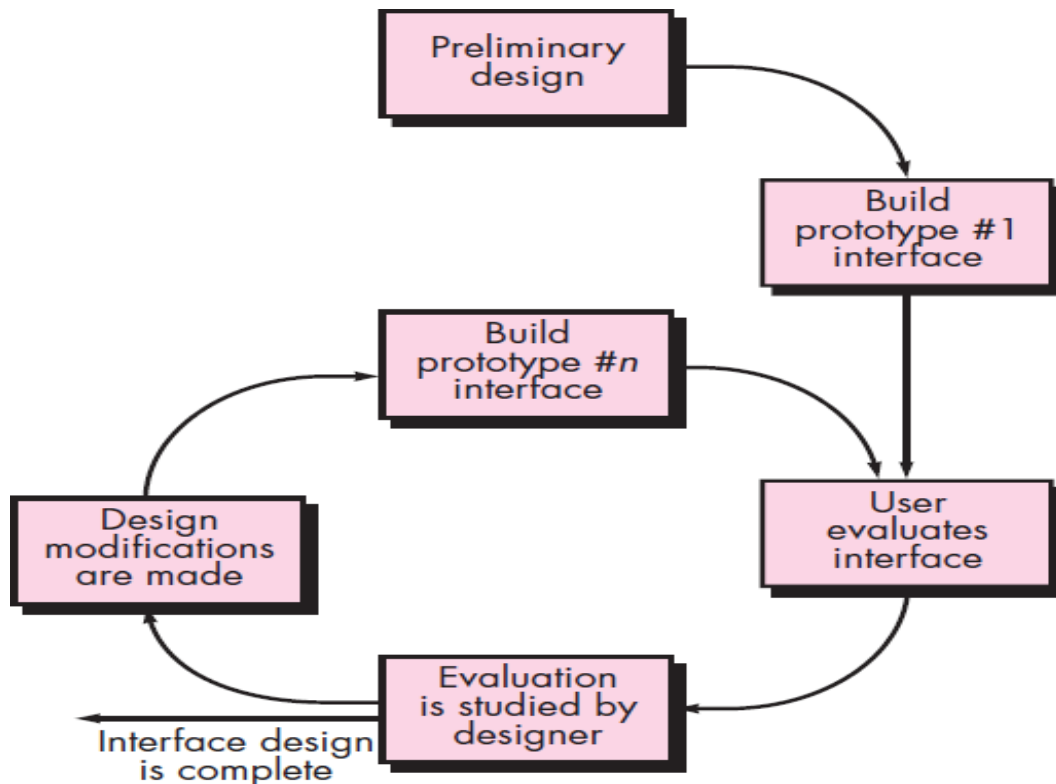 Preliminary
design
Build
prototype #1
interface
Build
prototype #n
interface
User
evaluates
interface
Design
modifications
are made
Evaluation
is studied by
designer
Interface design
is complete